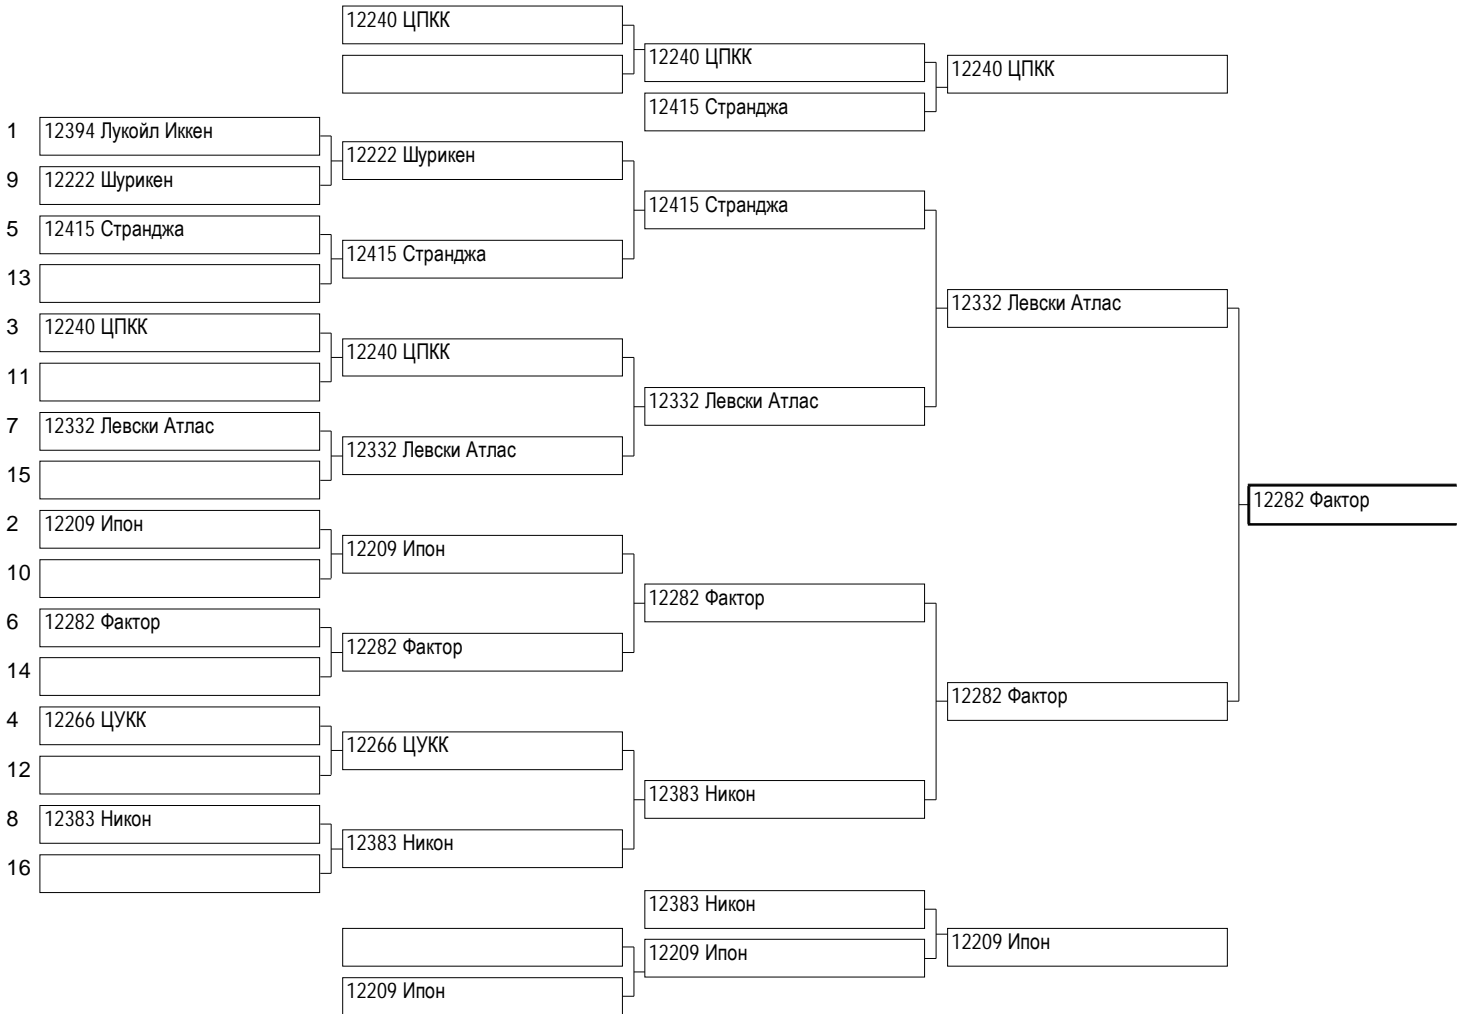 12240 ЦПКК
12240 ЦПКК
12240 ЦПКК
12415 Странджа
1 12394 Лукойл Иккен
12222 Шурикен
9 12222 Шурикен
12415 Странджа
5 12415 Странджа
12415 Странджа
13
12332 Левски Атлас
3 12240 ЦПКК
12240 ЦПКК
11
12332 Левски Атлас
7 12332 Левски Атлас
12332 Левски Атлас
15
12282 Фактор
2 12209 Ипон
12209 Ипон
10
12282 Фактор
6 12282 Фактор
12282 Фактор
14
12282 Фактор
4 12266 ЦУКК
12266 ЦУКК
12
12383 Никон
8 12383 Никон
12383 Никон
16
12383 Никон
12209 Ипон
12209 Ипон
12209 Ипон